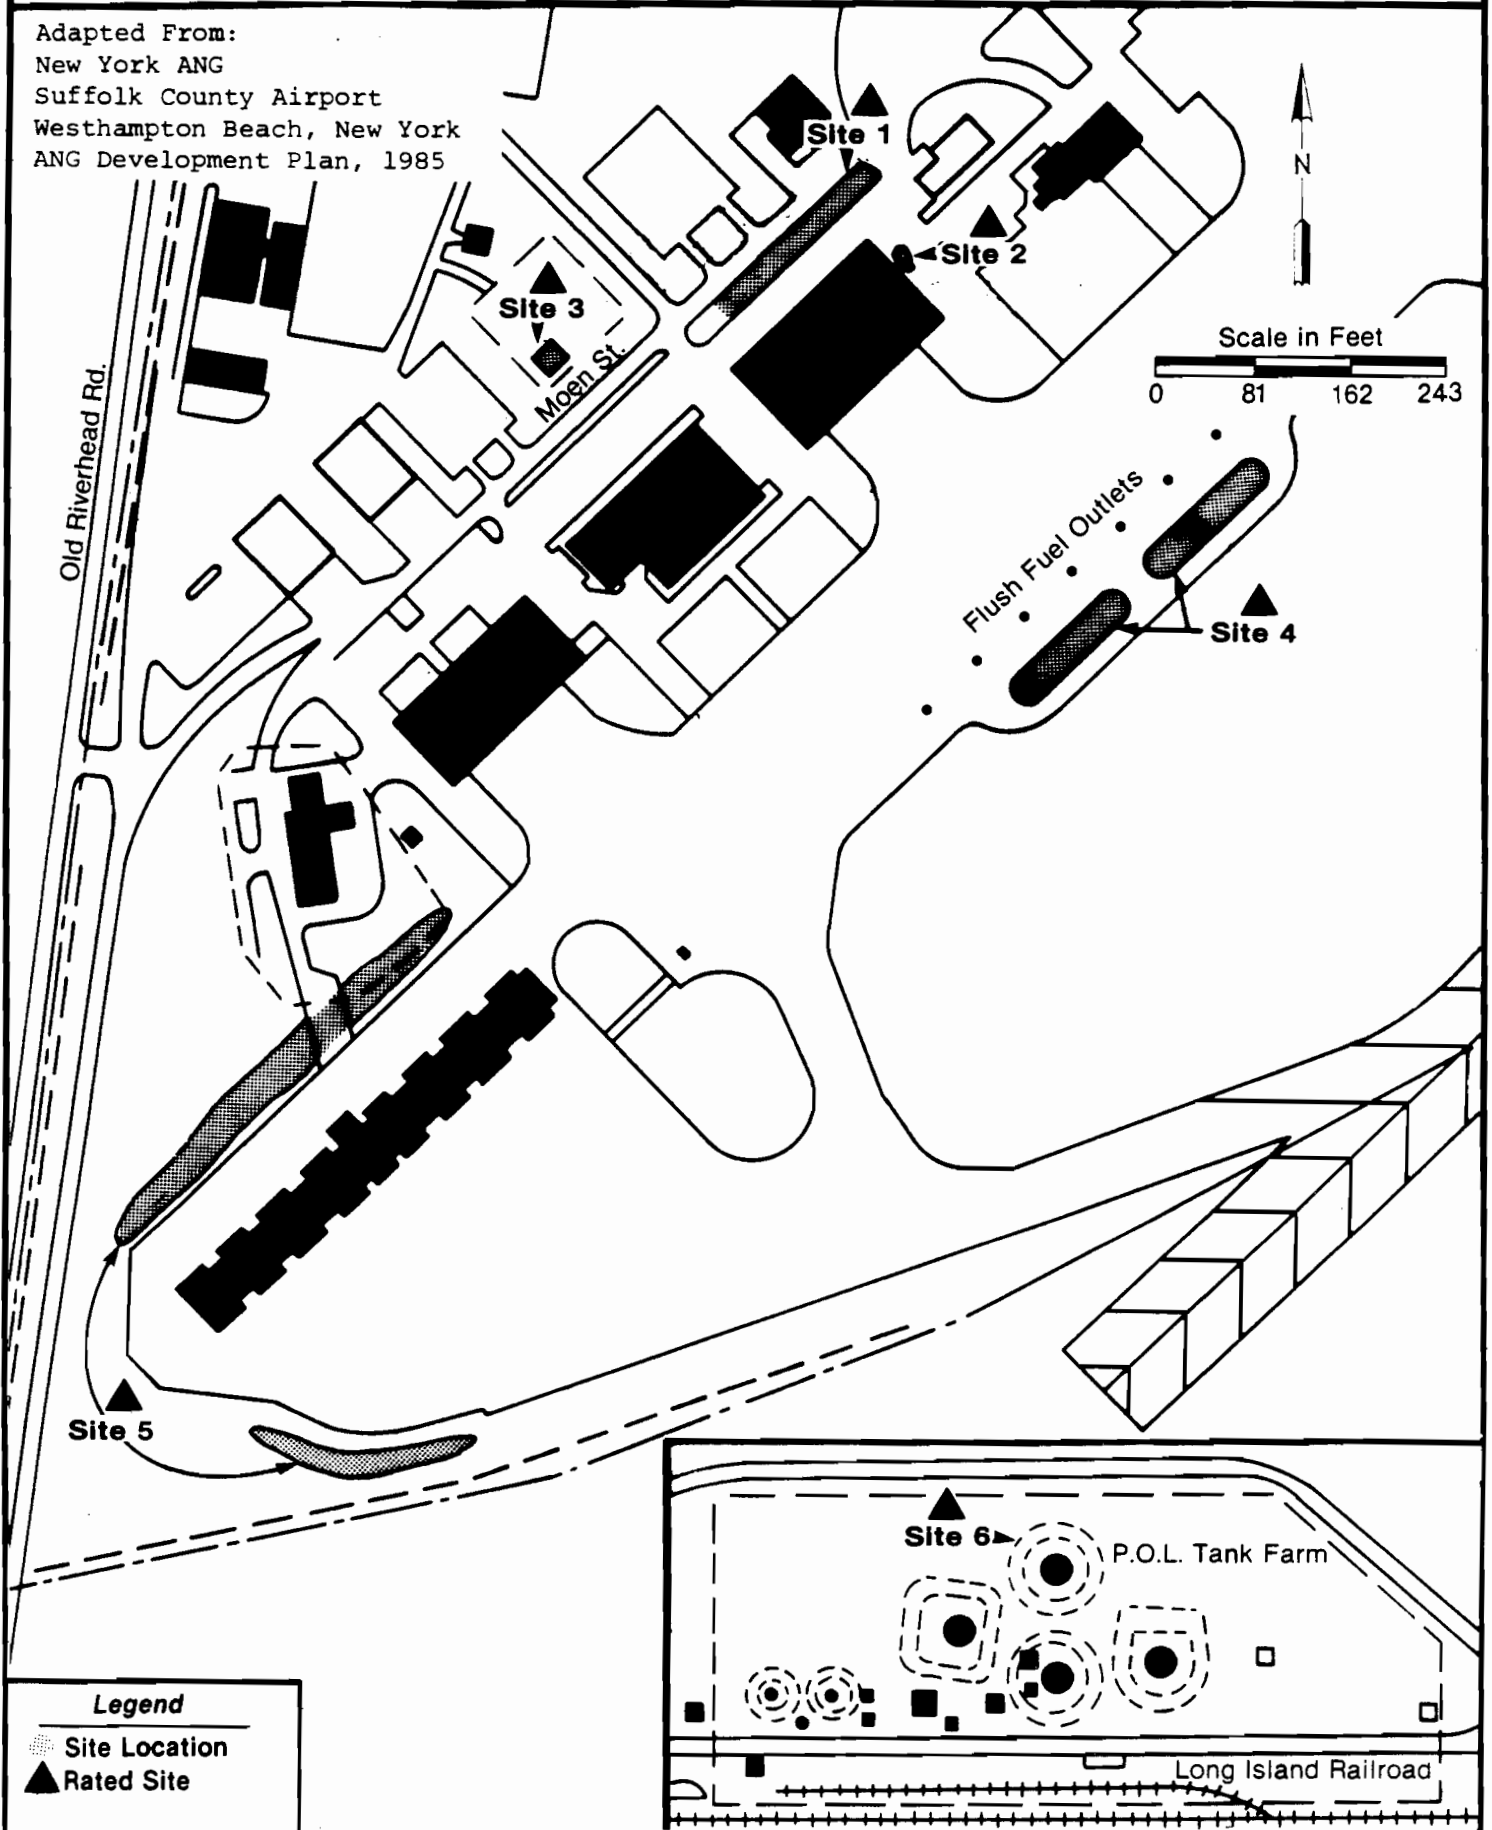 Adapted From:
New York ANG
Suffolk County Airport
Westhampton Beach, New York
ANG Development Plan, 1985
Site 1
N
Site 2
Site 3
Scale in Feet
0 81 162 243
Moen St.
Old Riverhead Rd.
Flush Fuel Outlets
Site 4
Site 5
Site 6
P.O.L. Tank Farm
Long Island Railroad
Legend
Site Location
Rated Site